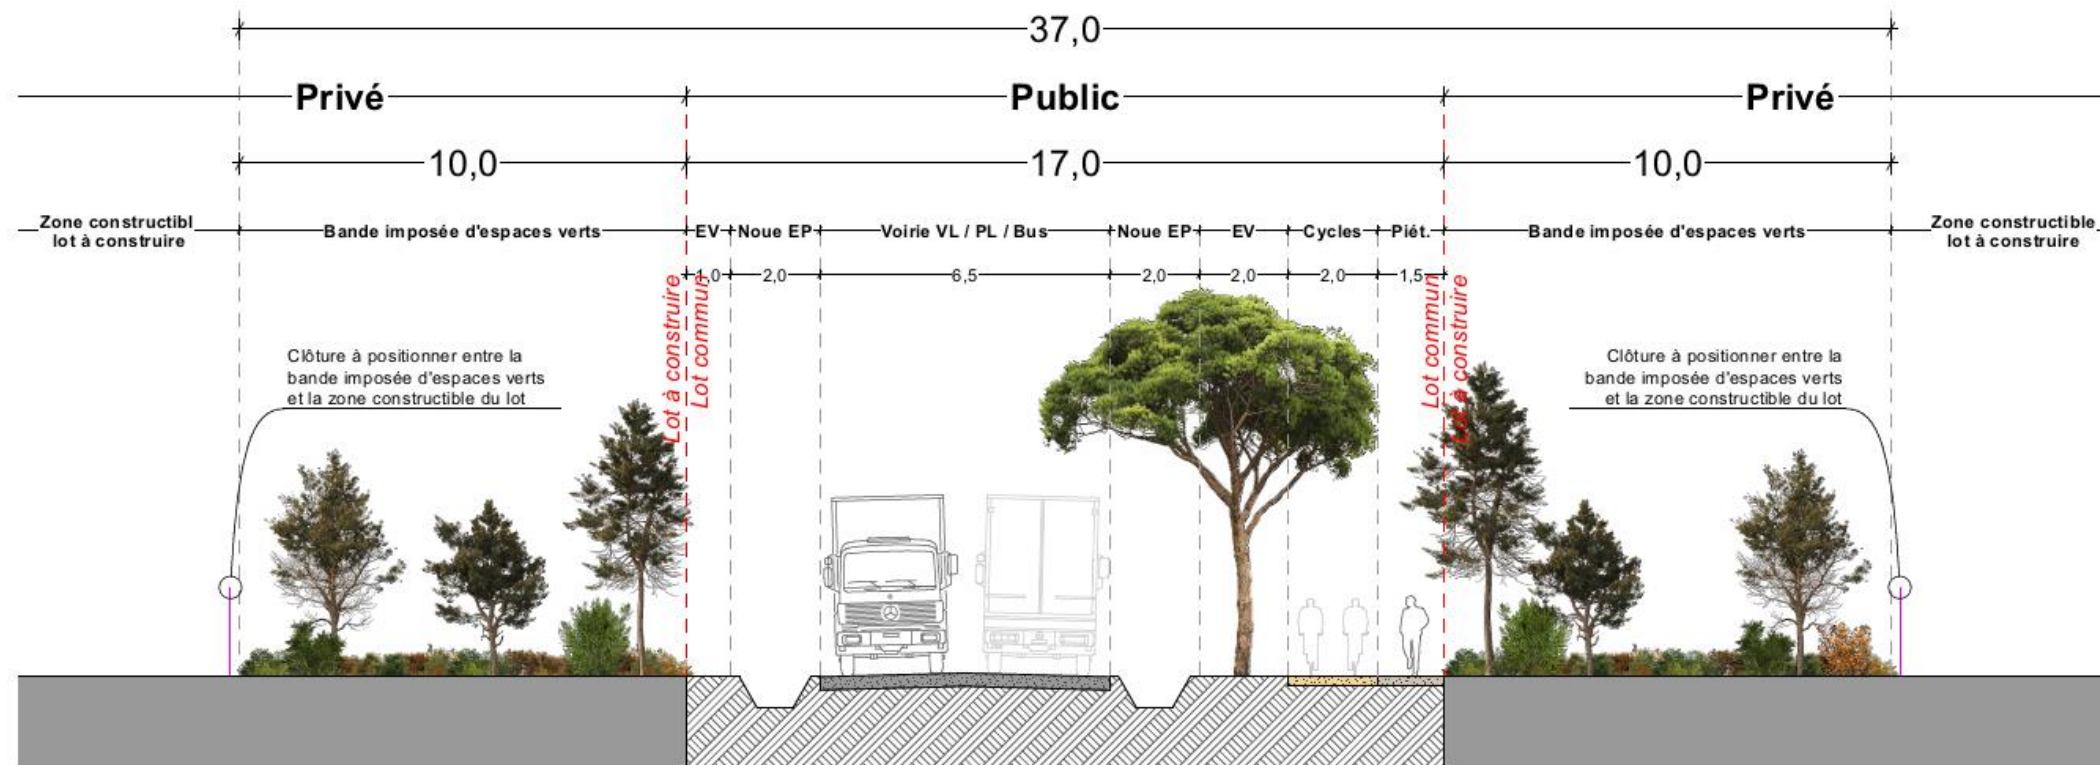 37,0
Privé
Public
Privé
10,0
17,0
10,0
Zone constructibl
lot à construire
Bande imposée d'espaces verts
EV
Noue EP
Voirie VL / PL / Bus
Noue EP
EV
Cycles
Piét.
Bande imposée d'espaces verts
Zone constructible
lot à construire
1,0
2,0
6,5
2,0
2,0
2,0
1,5
Lot à construire
Lot commun
Lot commun
Lot à construire
Clôture à positionner entre la
bande imposée d'espaces verts
et la zone constructible du lot
Clôture à positionner entre la
bande imposée d'espaces verts
et la zone constructible du lot